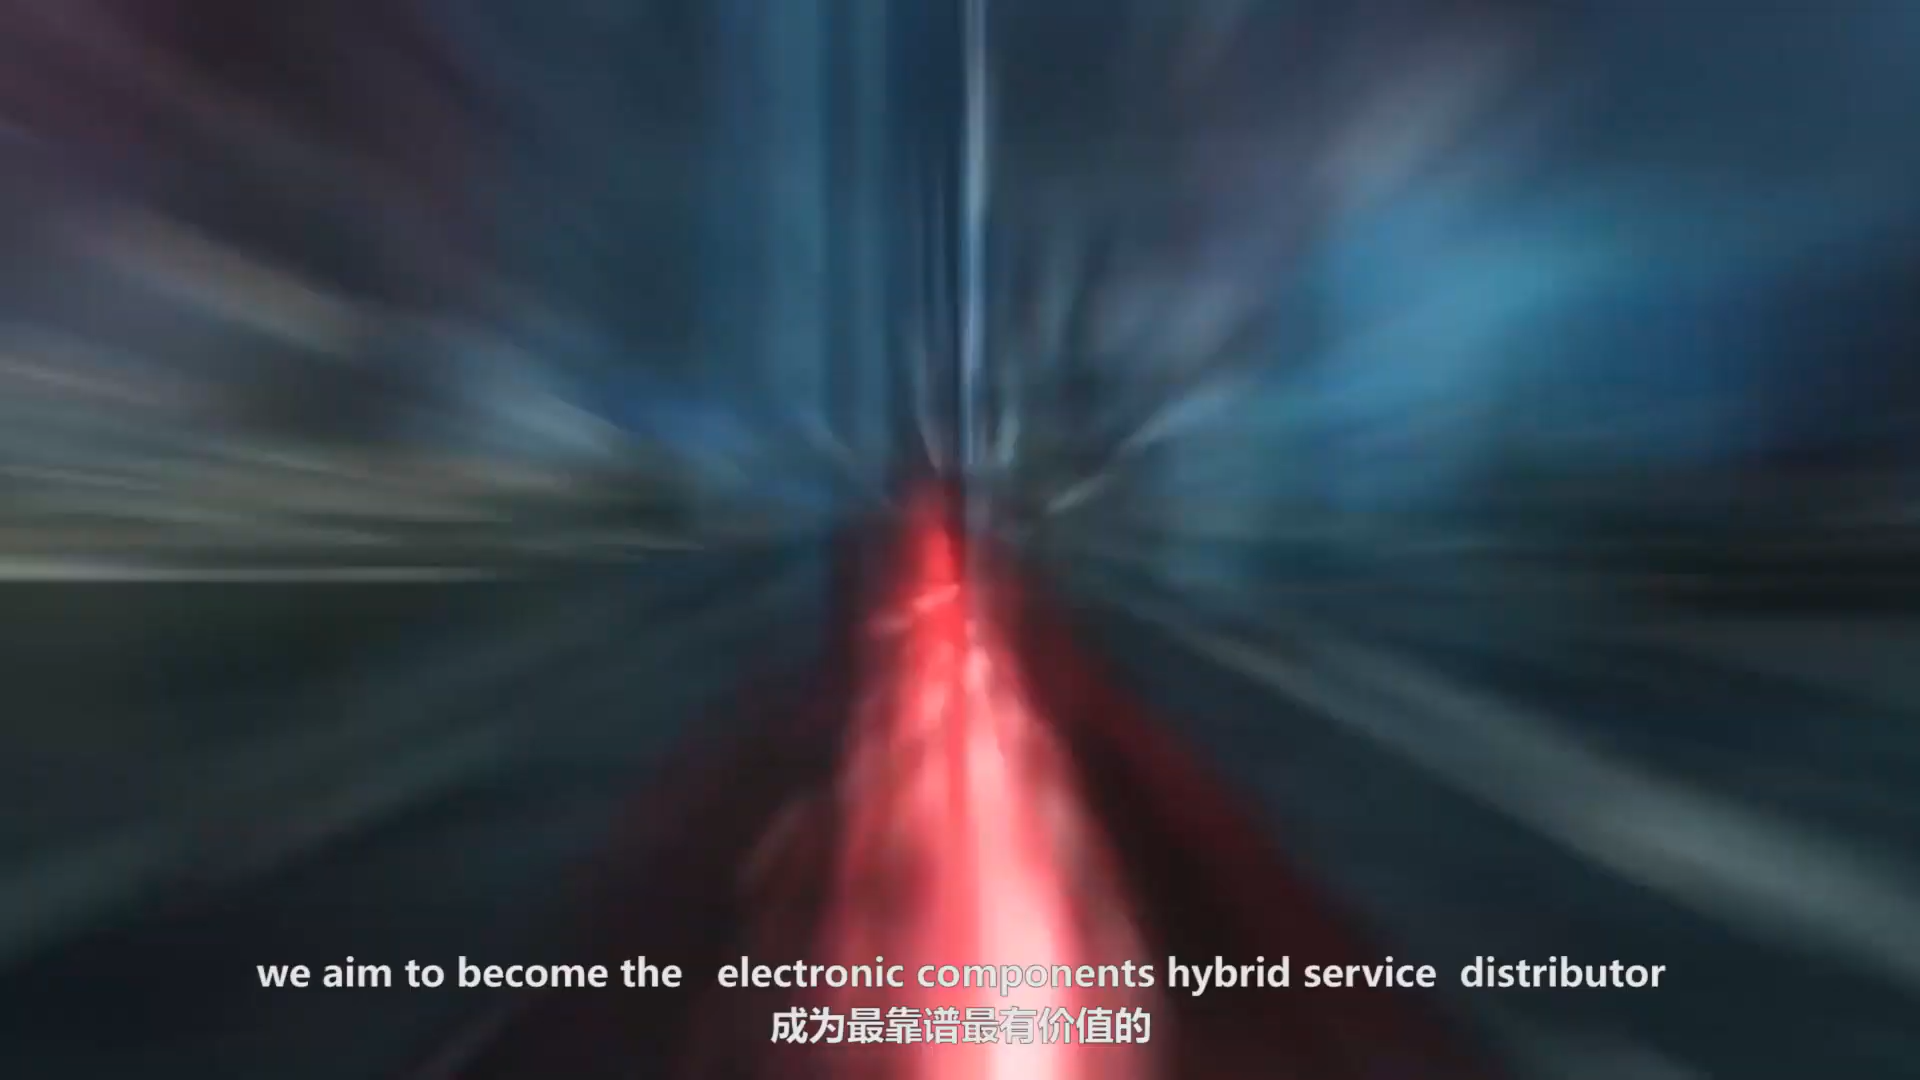 we aim to become the electronic components hybrid service distributor
成为最靠谱最有价值的